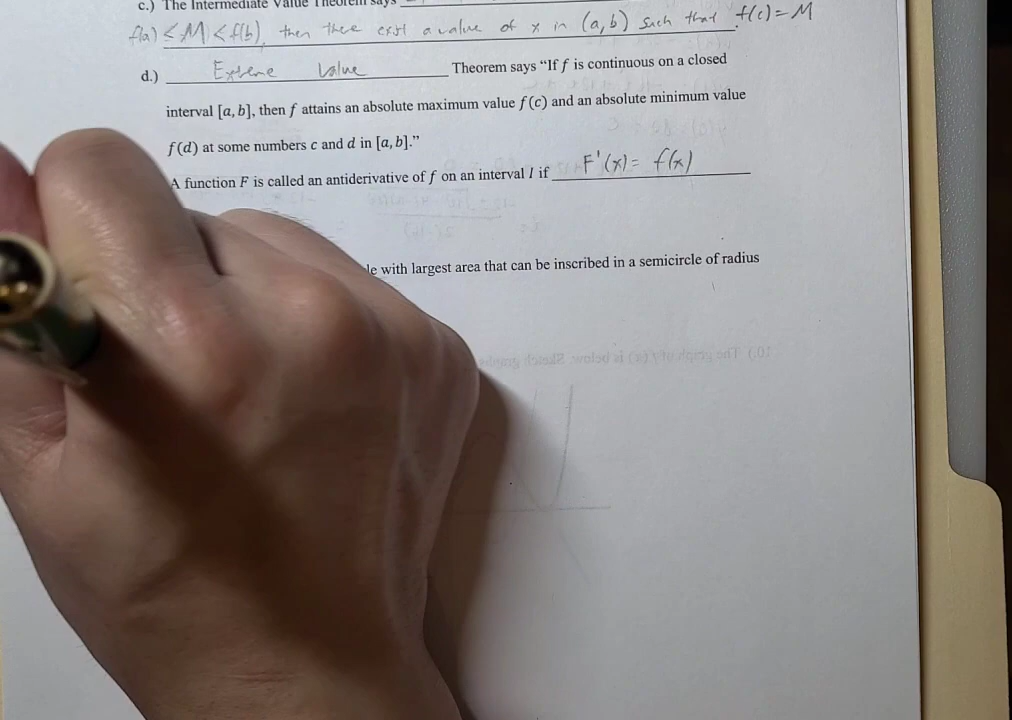 c.) The Intermediate Value Theorem says
f(a) ≤ M ≤ f(b), then there exist a value of x in (a,b) such that f(c) = M
d.) Extreme Value Theorem says “If f is continuous on a closed
interval [a, b], then f attains an absolute maximum value f(c) and an absolute minimum value
f(d) at some numbers c and d in [a, b].”
A function F is called an antiderivative of f on an interval I if F'(x) = f(x)
with largest area that can be inscribed in a semicircle of radius